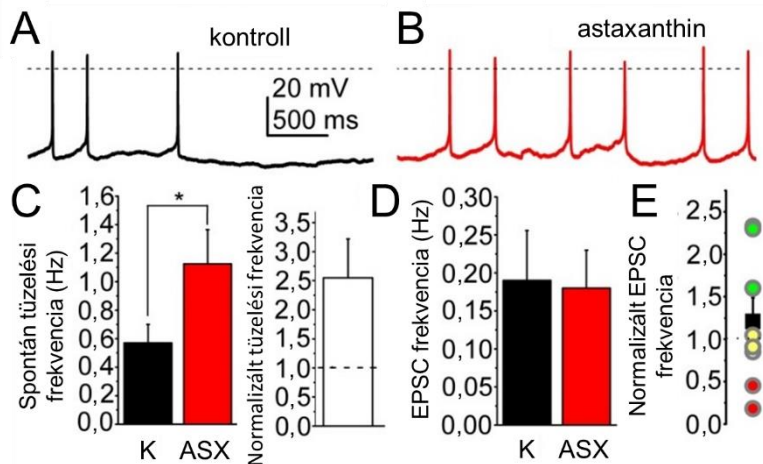 A
kontroll
20 mV
500 ms
B
astaxanthin
C
Spontán tüzelési
frekvencia (Hz)
1,6
1,4
1,2
1,0
0,8
0,6
0,4
0,2
0,0
*
K
ASX
Normalizált tüzelési frekvencia
3,5
3,0
2,5
2,0
1,5
1,0
0,5
0,0
D
EPSC frekvencia (Hz)
0,30
0,25
0,20
0,15
0,10
0,05
0,00
K
ASX
E
Normalizált EPSC
frekvencia
2,5
2,0
1,5
1,0
0,5
0,0